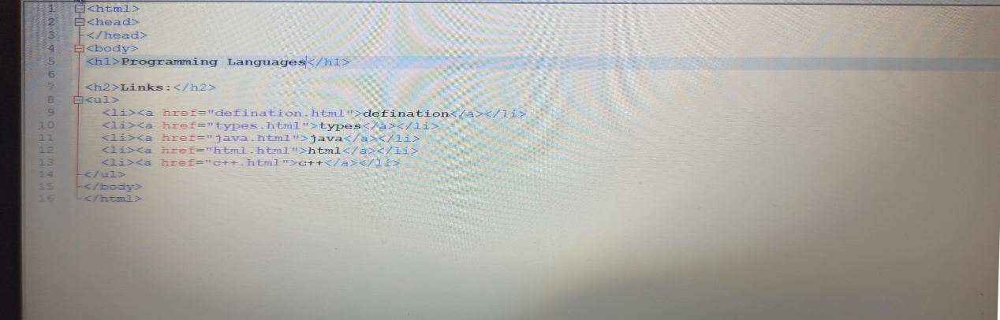 1 <html>
2 <head>
3 </head>
4 <body>
5 <h1>Programming Languages</h1>
6
7 <h2>Links:</h2>
8 <ul>
9 <li><a href="defination.html">defination</a></li>
10 <li><a href="types.html">types</a></li>
11 <li><a href="java.html">java</a></li>
12 <li><a href="html.html">html</a></li>
13 <li><a href="c++.html">c++</a></li>
14 </ul>
15 </body>
16 </html>